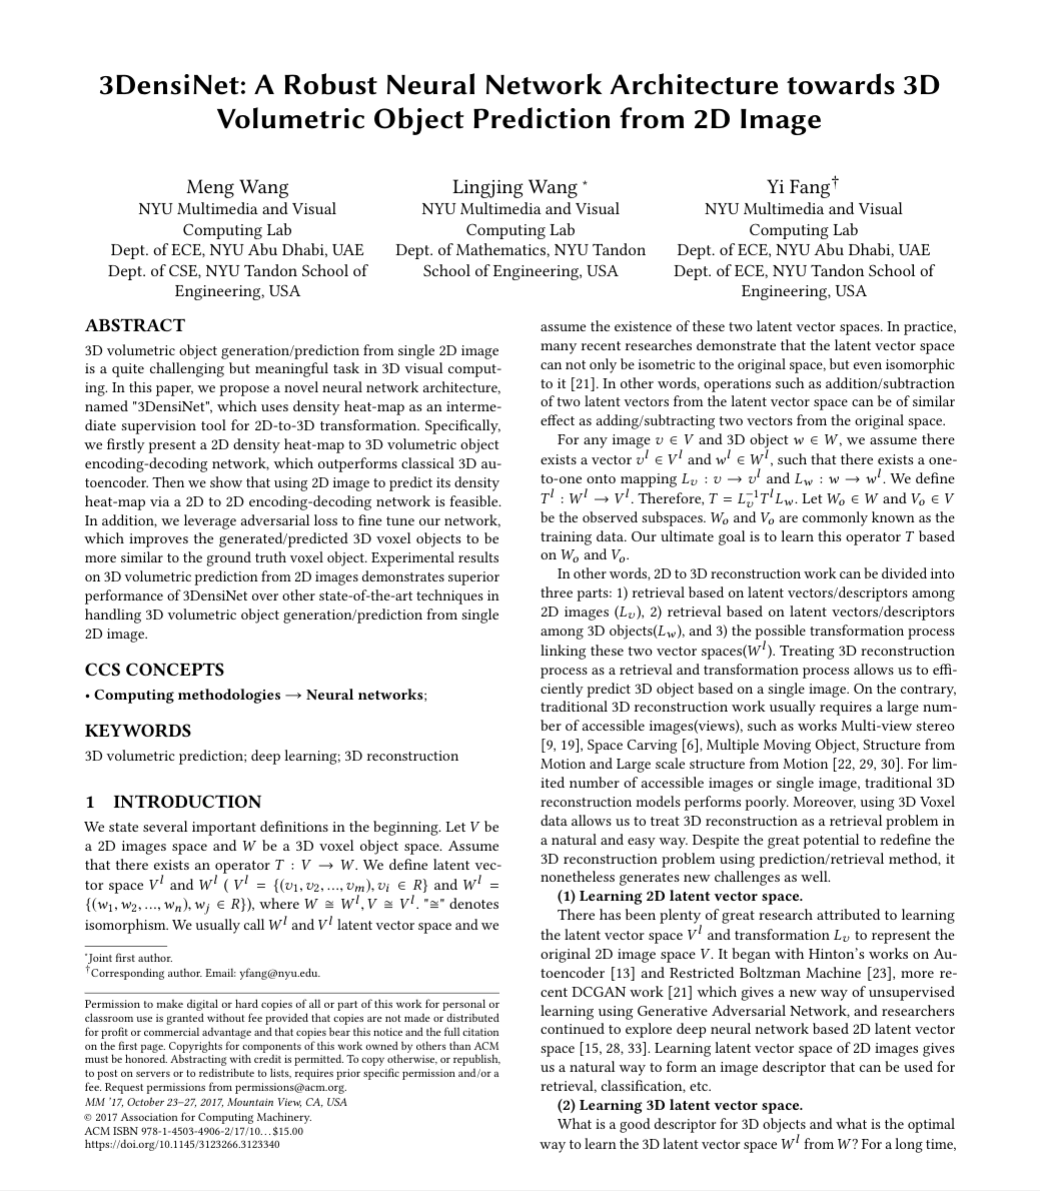 3DensiNet: A Robust Neural Network Architecture towards 3D
Volumetric Object Prediction from 2D Image
Meng Wang
NYU Multimedia and Visual
Computing Lab
Dept. of ECE, NYU Abu Dhabi, UAE
Dept. of CSE, NYU Tandon School of
Engineering, USA
Lingjing Wang *
NYU Multimedia and Visual
Computing Lab
Dept. of Mathematics, NYU Tandon
School of Engineering, USA
Yi Fang†
NYU Multimedia and Visual
Computing Lab
Dept. of ECE, NYU Abu Dhabi, UAE
Dept. of ECE, NYU Tandon School of
Engineering, USA
ABSTRACT
3D volumetric object generation/prediction from single 2D image
is a quite challenging but meaningful task in 3D visual comput-
ing. In this paper, we propose a novel neural network architecture,
named "3DensiNet", which uses density heat-map as an interme-
diate supervision tool for 2D-to-3D transformation. Specifically,
we firstly present a 2D density heat-map to 3D volumetric object
encoding-decoding network, which outperforms classical 3D au-
toencoder. Then we show that using 2D image to predict its density
heat-map via a 2D to 2D encoding-decoding network is feasible.
In addition, we leverage adversarial loss to fine tune our network,
which improves the generated/predicted 3D voxel objects to be
more similar to the ground truth voxel object. Experimental results
on 3D volumetric prediction from 2D images demonstrates superior
performance of 3DensiNet over other state-of-the-art techniques in
handling 3D volumetric object generation/prediction from single
2D image.
CCS CONCEPTS
• Computing methodologies → Neural networks;
KEYWORDS
3D volumetric prediction; deep learning; 3D reconstruction
1 INTRODUCTION
We state several important definitions in the beginning. Let V be
a 2D images space and W be a 3D voxel object space. Assume
that there exists an operator T : V → W. We define latent vec-
tor space V^l and W^l ( V^l = {(v₁, v₂, ..., vₘ), vᵢ ∈ R} and W^l =
{(w₁, w₂, ..., wₙ), wⱼ ∈ R}), where W ≅ W^l, V ≅ V^l. "≅" denotes
isomorphism. We usually call W^l and V^l latent vector space and we
*Joint first author.
†Corresponding author. Email: yfang@nyu.edu.
Permission to make digital or hard copies of all or part of this work for personal or
classroom use is granted without fee provided that copies are not made or distributed
for profit or commercial advantage and that copies bear this notice and the full citation
on the first page. Copyrights for components of this work owned by others than ACM
must be honored. Abstracting with credit is permitted. To copy otherwise, or republish,
to post on servers or to redistribute to lists, requires prior specific permission and/or a
fee. Request permissions from permissions@acm.org.
MM '17, October 23–27, 2017, Mountain View, CA, USA
© 2017 Association for Computing Machinery.
ACM ISBN 978-1-4503-4906-2/17/10...$15.00
https://doi.org/10.1145/3123266.3123340
assume the existence of these two latent vector spaces. In practice,
many recent researches demonstrate that the latent vector space
can not only be isometric to the original space, but even isomorphic
to it [21]. In other words, operations such as addition/subtraction
of two latent vectors from the latent vector space can be of similar
effect as adding/subtracting two vectors from the original space.
For any image v ∈ V and 3D object w ∈ W, we assume there
exists a vector v^l ∈ V^l and w^l ∈ W^l, such that there exists a one-
to-one onto mapping L_v : v → v^l and L_w : w → w^l. We define
T^l : W^l → V^l. Therefore, T = L_v^{-1}T^lL_w. Let W_o ∈ W and V_o ∈ V
be the observed subspaces. W_o and V_o are commonly known as the
training data. Our ultimate goal is to learn this operator T based
on W_o and V_o.
In other words, 2D to 3D reconstruction work can be divided into
three parts: 1) retrieval based on latent vectors/descriptors among
2D images (L_v), 2) retrieval based on latent vectors/descriptors
among 3D objects(L_w), and 3) the possible transformation process
linking these two vector spaces(W^l). Treating 3D reconstruction
process as a retrieval and transformation process allows us to effi-
ciently predict 3D object based on a single image. On the contrary,
traditional 3D reconstruction work usually requires a large num-
ber of accessible images(views), such as works Multi-view stereo
[9, 19], Space Carving [6], Multiple Moving Object, Structure from
Motion and Large scale structure from Motion [22, 29, 30]. For lim-
ited number of accessible images or single image, traditional 3D
reconstruction models performs poorly. Moreover, using 3D Voxel
data allows us to treat 3D reconstruction as a retrieval problem in
a natural and easy way. Despite the great potential to redefine the
3D reconstruction problem using prediction/retrieval method, it
nonetheless generates new challenges as well.
(1) Learning 2D latent vector space.
There has been plenty of great research attributed to learning
the latent vector space V^l and transformation L_v to represent the
original 2D image space V. It began with Hinton's works on Au-
toencoder [13] and Restricted Boltzman Machine [23], more re-
cent DCGAN work [21] which gives a new way of unsupervised
learning using Generative Adversarial Network, and researchers
continued to explore deep neural network based 2D latent vector
space [15, 28, 33]. Learning latent vector space of 2D images gives
us a natural way to form an image descriptor that can be used for
retrieval, classification, etc.
(2) Learning 3D latent vector space.
What is a good descriptor for 3D objects and what is the optimal
way to learn the 3D latent vector space W^l from W? For a long time,